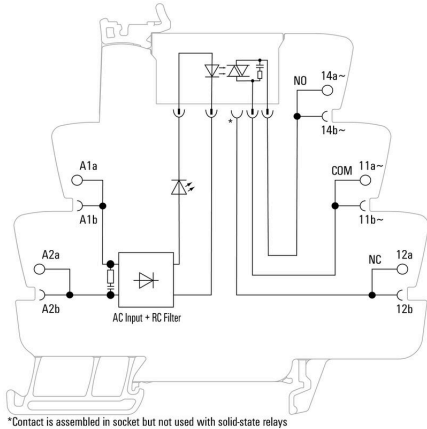 NO
14a~
*
14b~
A1a
COM
11a~
A1b
11b~
A2a
NC
12a
A2b
12b
AC Input + RC Filter
*Contact is assembled in socket but not used with solid-state relays